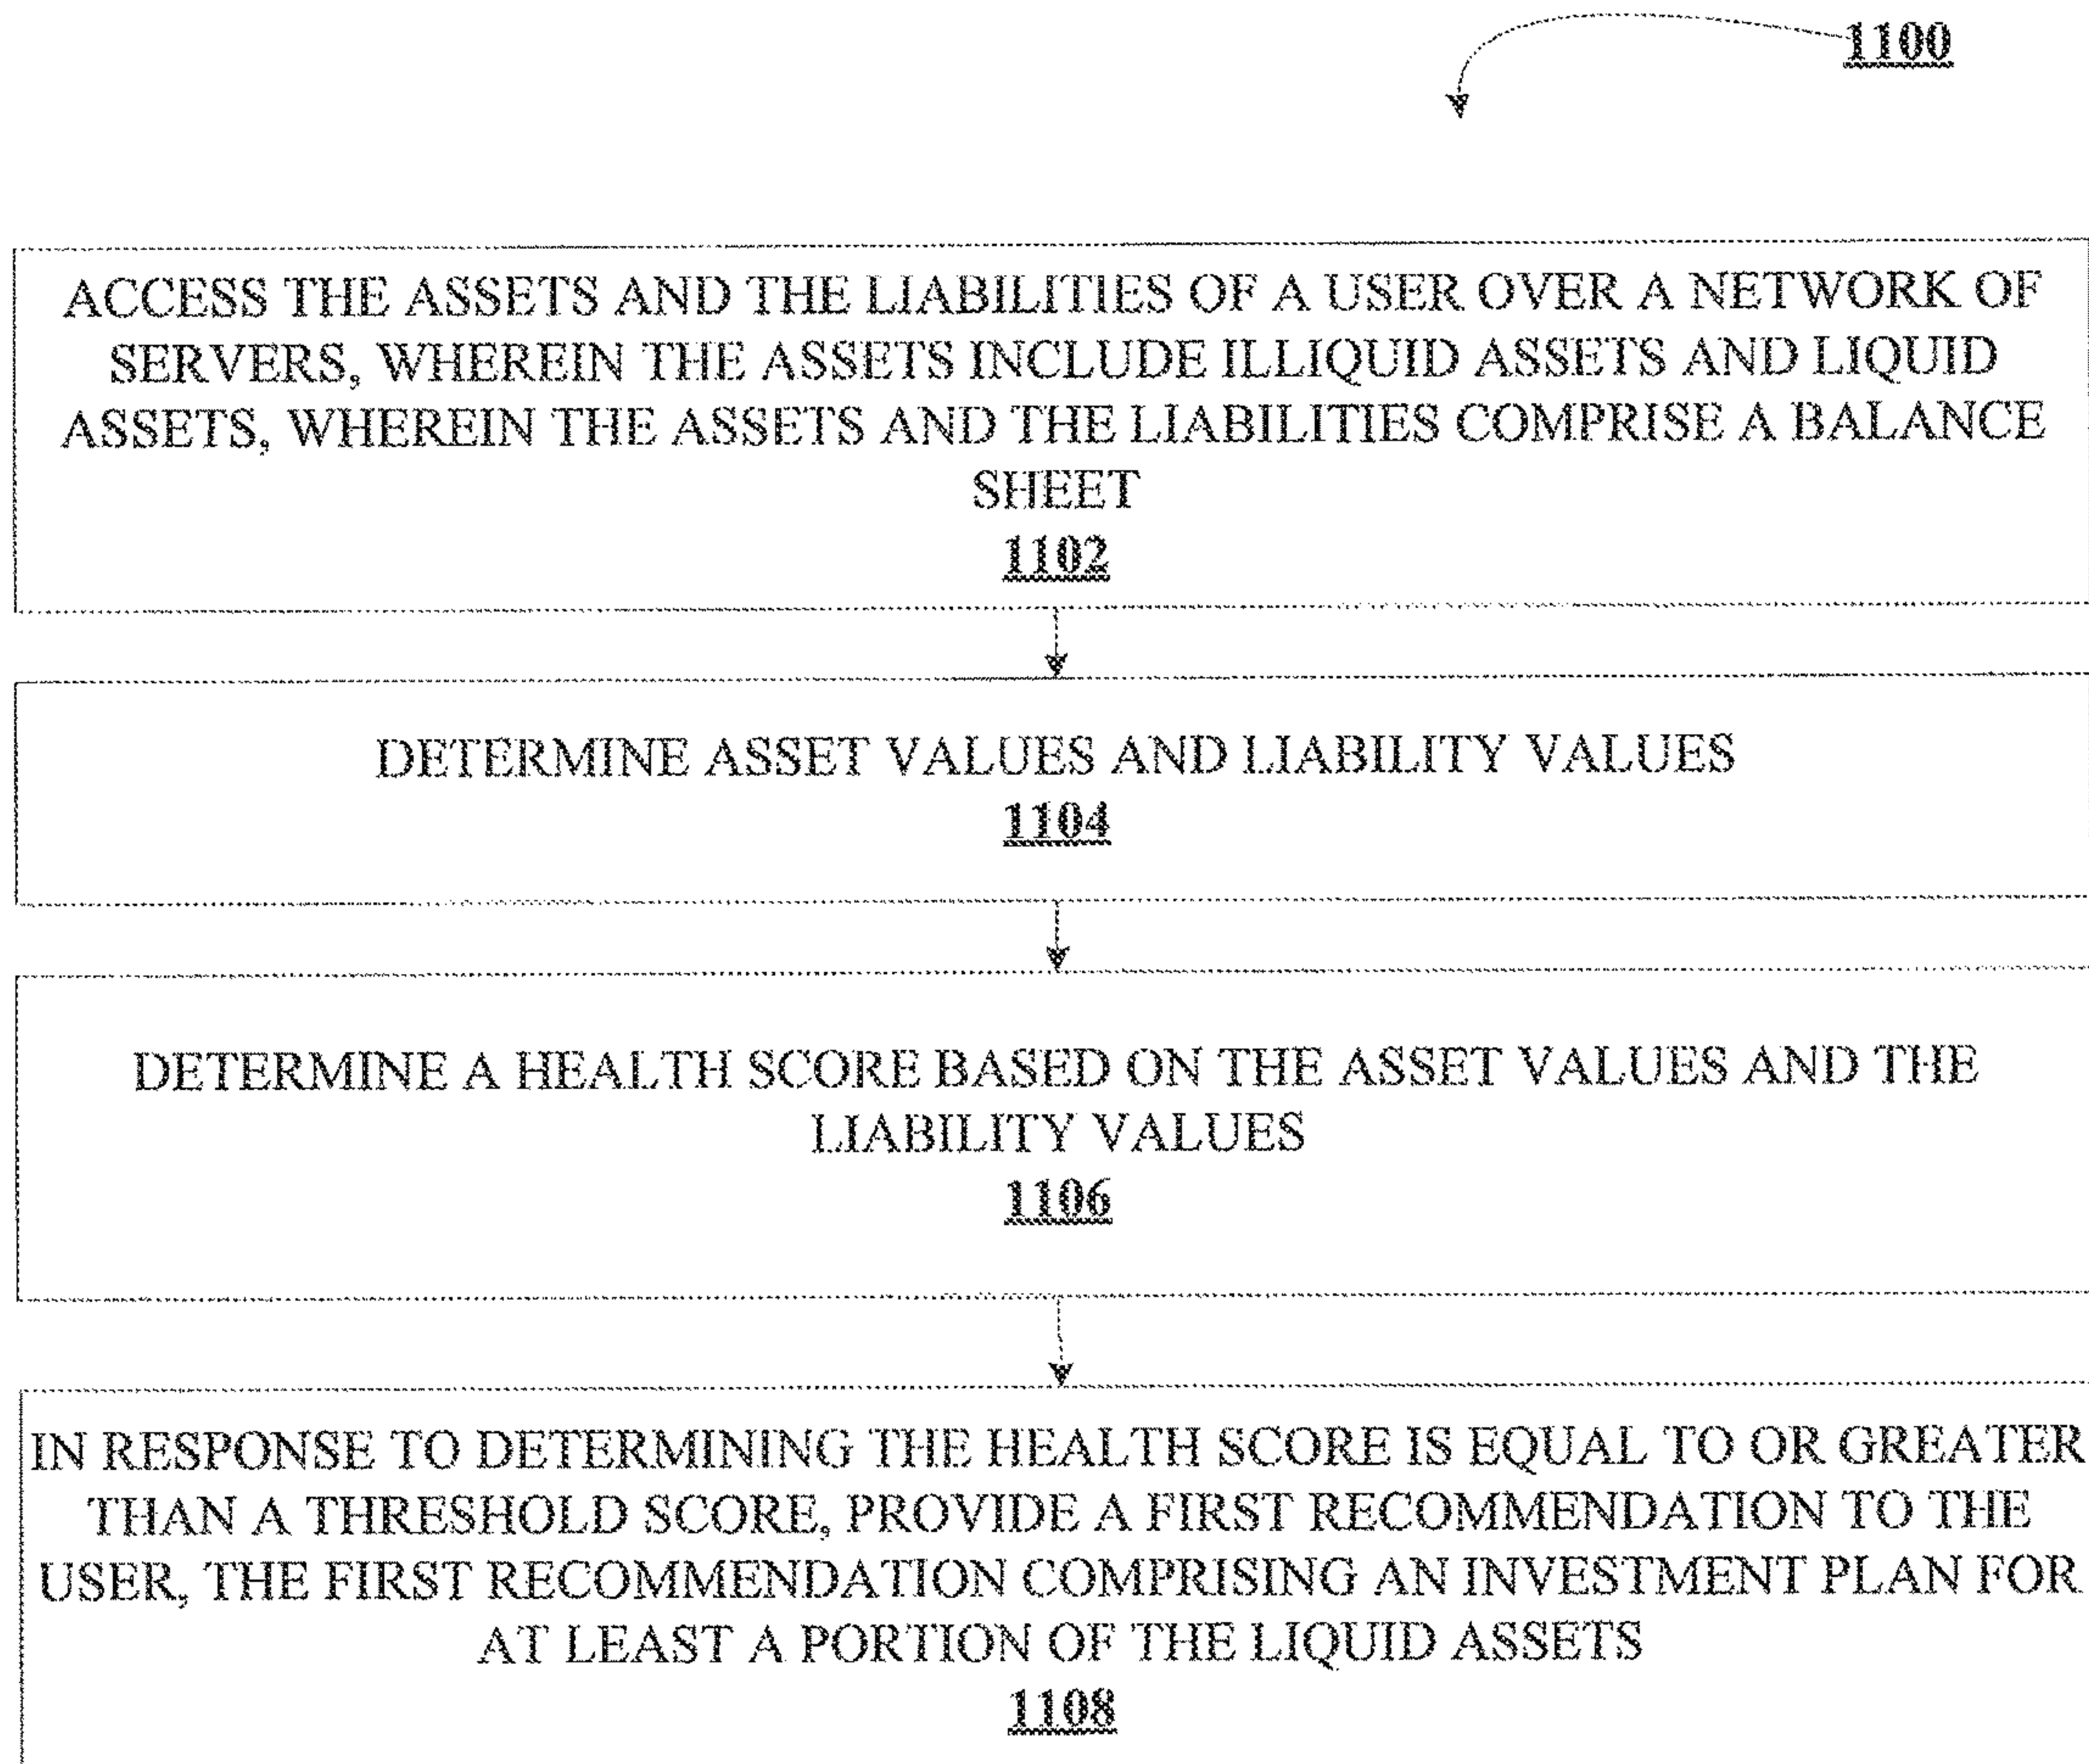 1100
ACCESS THE ASSETS AND THE LIABILITIES OF A USER OVER A NETWORK OF
SERVERS, WHEREIN THE ASSETS INCLUDE ILLIQUID ASSETS AND LIQUID
ASSETS, WHEREIN THE ASSETS AND THE LIABILITIES COMPRISE A BALANCE
SHEET
1102
DETERMINE ASSET VALUES AND LIABILITY VALUES
1104
DETERMINE A HEALTH SCORE BASED ON THE ASSET VALUES AND THE
LIABILITY VALUES
1106
IN RESPONSE TO DETERMINING THE HEALTH SCORE IS EQUAL TO OR GREATER
THAN A THRESHOLD SCORE, PROVIDE A FIRST RECOMMENDATION TO THE
USER, THE FIRST RECOMMENDATION COMPRISING AN INVESTMENT PLAN FOR
AT LEAST A PORTION OF THE LIQUID ASSETS
1108